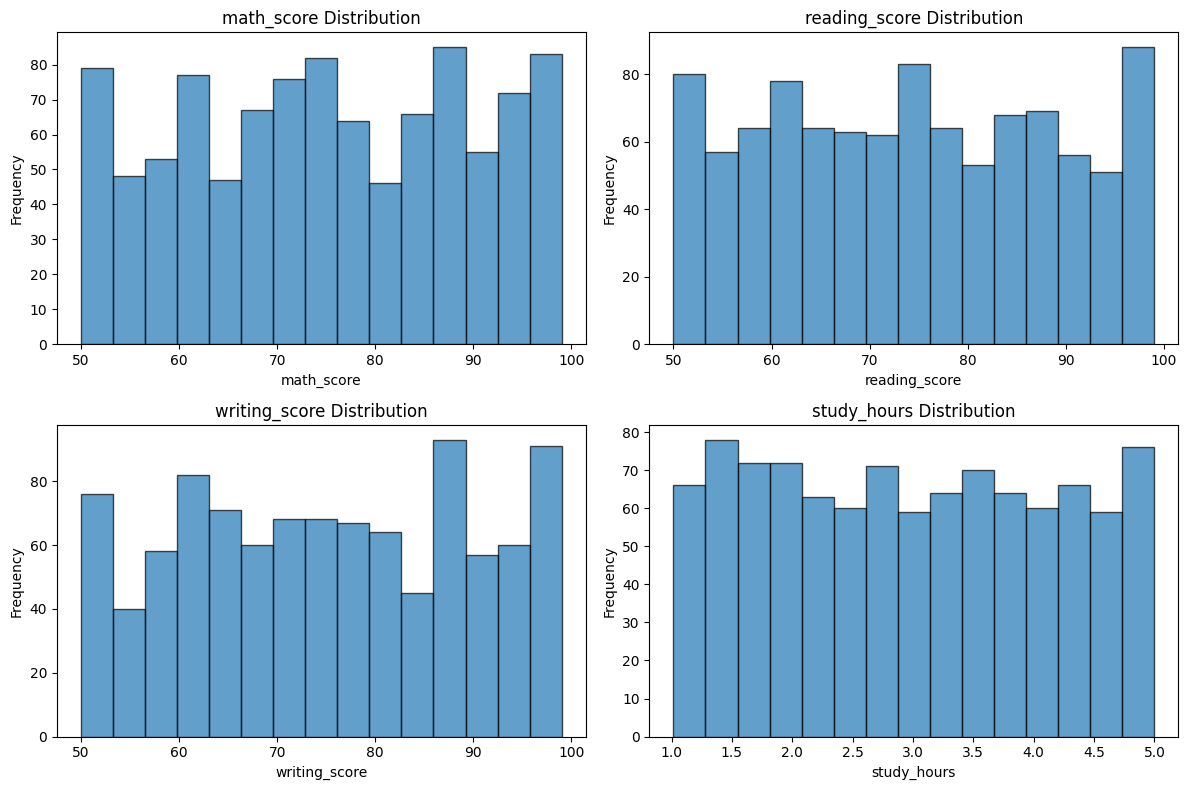 math_score Distribution
Frequency
80
70
60
50
40
30
20
10
0
50 60 70 80 90 100
math_score
reading_score Distribution
Frequency
80
60
40
20
0
50 60 70 80 90 100
reading_score
writing_score Distribution
Frequency
80
60
40
20
0
50 60 70 80 90 100
writing_score
study_hours Distribution
Frequency
80
70
60
50
40
30
20
10
0
1.0 1.5 2.0 2.5 3.0 3.5 4.0 4.5 5.0
study_hours